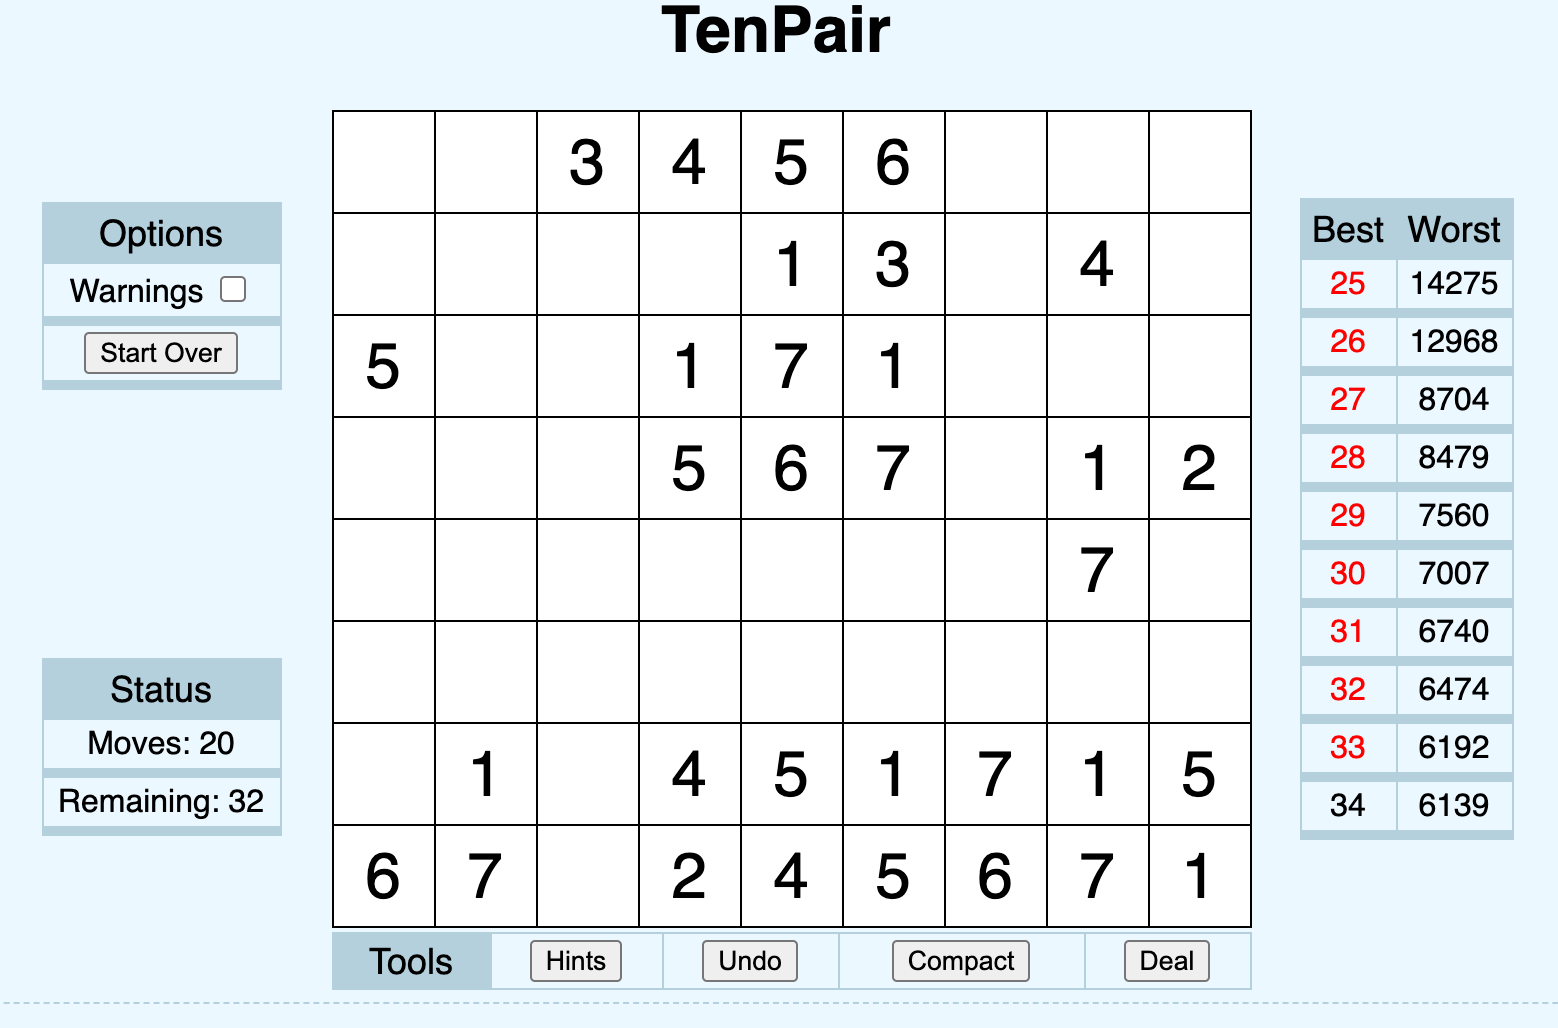 TenPair
Options
Warnings
Start Over
Status
Moves: 20
Remaining: 32
3 4 5 6
1 3 4
5 1 7 1
5 6 7 1 2
7
1 4 5 1 7 1 5
6 7 2 4 5 6 7 1
Tools Hints Undo Compact Deal
Best Worst
25 14275
26 12968
27 8704
28 8479
29 7560
30 7007
31 6740
32 6474
33 6192
34 6139